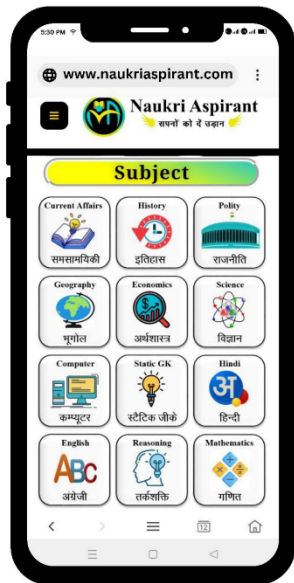 5:30 PM
www.naukriaspirant.com
Naukri Aspirant
सपनों को दें उड़ान
Subject
Current Affairs History Polity
समसामयिकी इतिहास राजनीति
Geography Economics Science
भूगोल अर्थशास्त्र विज्ञान
Computer Static GK Hindi
अ
कम्प्यूटर स्टैटिक जीके हिन्दी
English Reasoning Mathematics
ABC
अंग्रेजी तर्कशक्ति गणित
12